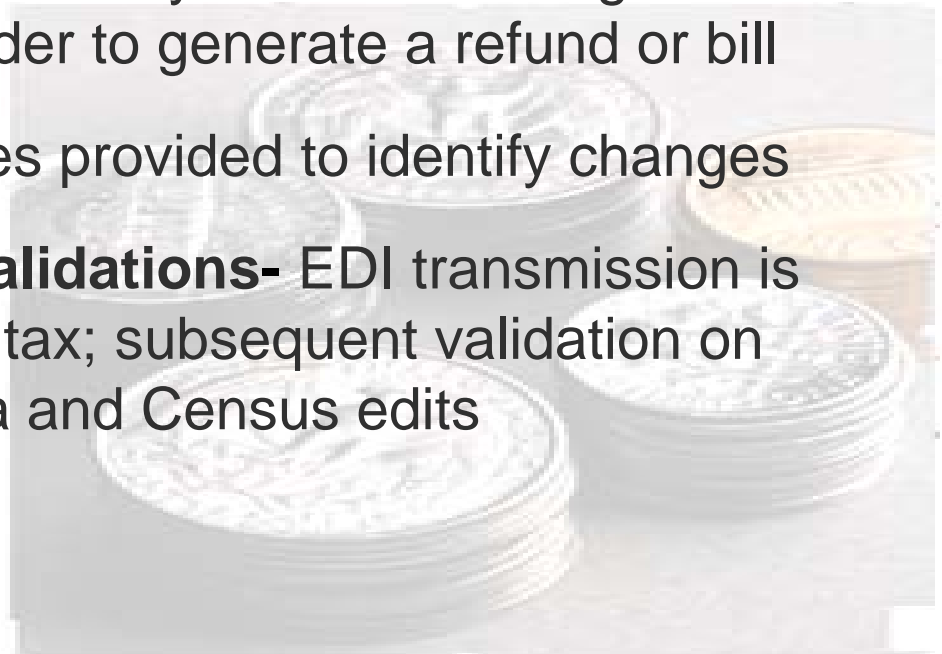 der to generate a refund or bill
es provided to identify changes
alidations- EDI transmission is
tax; subsequent validation on
a and Census edits